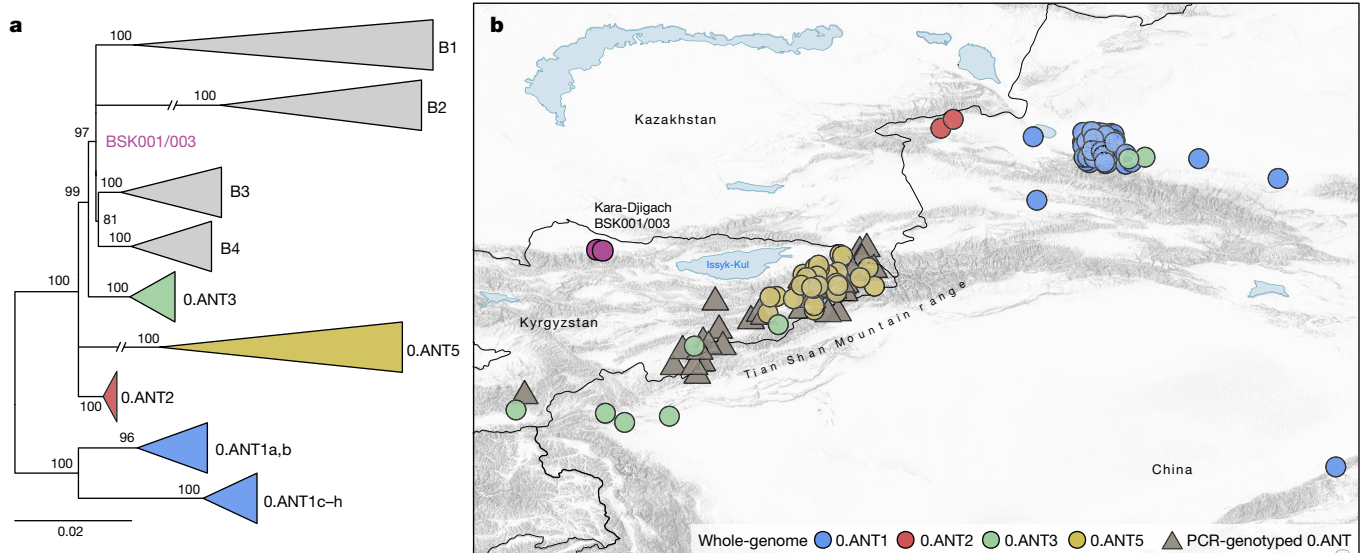 a
100
B1
100
B2
97
BSK001/003
99
100
B3
81
100
B4
100
100
0.ANT3
100
0.ANT5
100
0.ANT2
96
0.ANT1a,b
100
100
0.ANT1c–h
0.02
b
Kazakhstan
Kara-Djigach
BSK001/003
Issyk-Kul
Kyrgyzstan
Tian Shan Mountain range
China
Whole-genome 0.ANT1 0.ANT2 0.ANT3 0.ANT5 PCR-genotyped 0.ANT